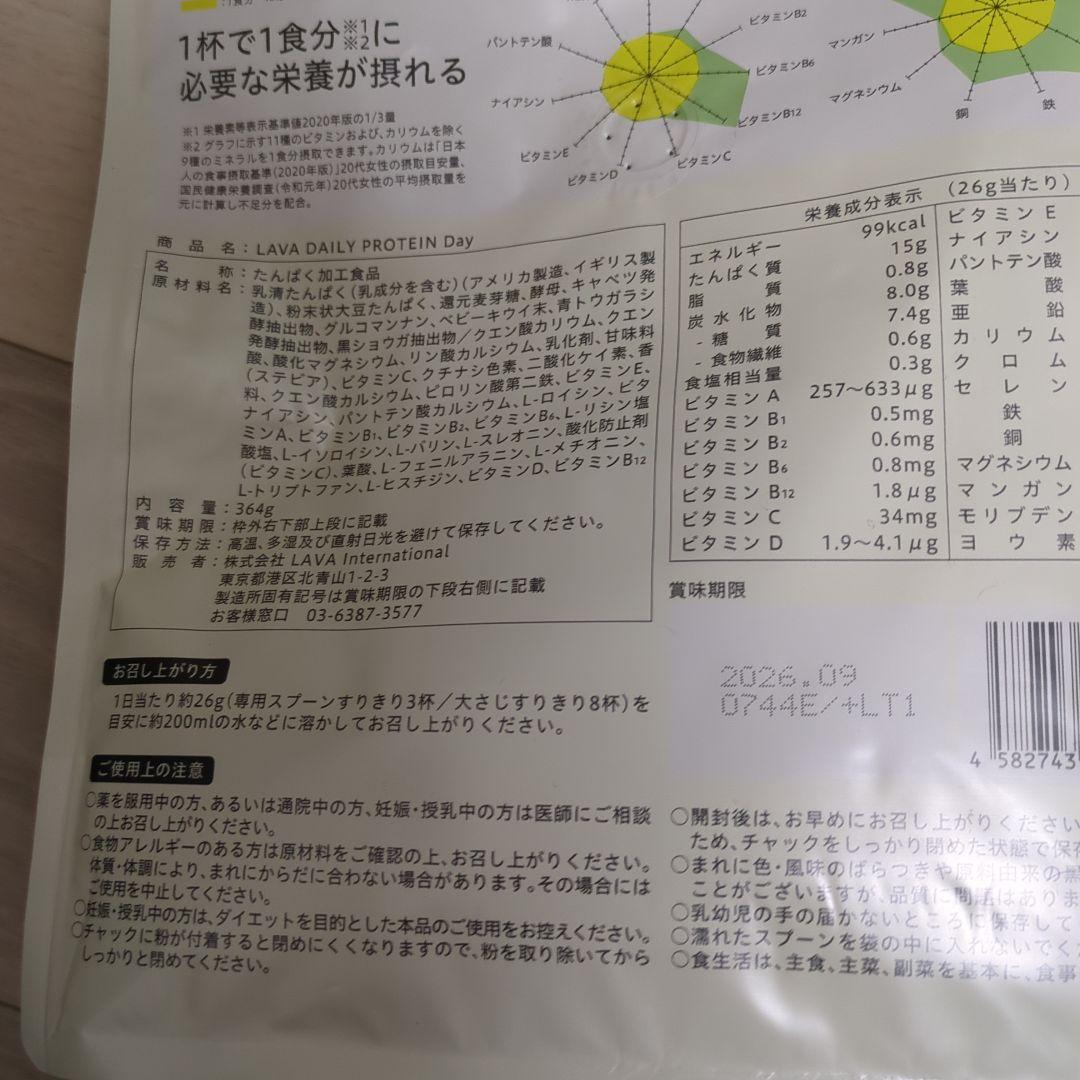 :1食分
1杯で1食分※1※2に
必要な栄養が摂れる
※1 栄養素等表示基準値2020年版の1/3量
※2 グラフに示す11種のビタミンおよび、カリウムを除く
9種のミネラルを1食分摂取できます。カリウムは「日本
人の食事摂取基準(2020年版)」20代女性の摂取目安量、
国民健康栄養調査(令和元年)20代女性の平均摂取量を
元に計算し不足分を配合。
パントテン酸
ナイアシン
ビタミンE
ビタミンD
ビタミンC
ビタミンB12
ビタミンB6
ビタミンB2
マンガン
マグネシウム
銅
鉄
商品名:LAVA DAILY PROTEIN Day
名称:たんぱく加工食品
原材料名:乳清たんぱく(乳成分を含む)(アメリカ製造、イギリス製
造)、粉末状大豆たんぱく、還元麦芽糖、酵母、キャベツ発
酵抽出物、グルコマンナン、ベビーキウイ末、青トウガラシ
発酵抽出物、黒ショウガ抽出物/クエン酸カリウム、クエン
酸、酸化マグネシウム、リン酸カルシウム、乳化剤、甘味料
(ステビア)、ビタミンC、クチナシ色素、二酸化ケイ素、香
料、クエン酸カルシウム、ピロリン酸第二鉄、ビタミンE、
ナイアシン、パントテン酸カルシウム、L-ロイシン、ビタ
ミンA、ビタミンB1、ビタミンB2、ビタミンB6、L-リシン塩
酸塩、L-イソロイシン、L-バリン、L-スレオニン、酸化防止剤
(ビタミンC)、葉酸、L-フェニルアラニン、L-メチオニン、
L-トリプトファン、L-ヒスチジン、ビタミンD、ビタミンB12
内容量:364g
賞味期限:枠外右下部上段に記載
保存方法:高温、多湿及び直射日光を避けて保存してください。
販売者:株式会社 LAVA International
東京都港区北青山1-2-3
製造所固有記号は賞味期限の下段右側に記載
お客様窓口 03-6387-3577
栄養成分表示 (26g当たり)
エネルギー 99kcal
たんぱく質 15g
脂質 0.8g
炭水化物 8.0g
- 糖質 7.4g
- 食物繊維 0.6g
食塩相当量 0.3g
ビタミン A 257〜633μg
ビタミン B1 0.5mg
ビタミン B2 0.6mg
ビタミン B6 0.8mg
ビタミン B12 1.8μg
ビタミン C 34mg
ビタミン D 1.9〜4.1μg
ビタミン E
ナイアシン
パントテン酸
葉酸
亜鉛
カリウム
クロム
セレン
鉄
銅
マグネシウム
マンガン
モリブデン
ヨウ素
賞味期限
2026.09
0744E/+LT1
4 582743
お召し上がり方
1日当たり約26g(専用スプーンすりきり3杯/大さじすりきり8杯)を
目安に約200mlの水などに溶かしてお召し上がりください。
ご使用上の注意
○薬を服用中の方、あるいは通院中の方、妊娠・授乳中の方は医師にご相談
の上お召し上がりください。
○食物アレルギーのある方は原材料をご確認の上、お召し上がりください。
体質・体調により、まれにからだに合わない場合があります。その場合には
ご使用を中止してください。
○妊娠・授乳中の方は、ダイエットを目的とした本品のご使用をお控えください。
○チャックに粉が付着すると閉めにくくなりますので、粉を取り除いてから
しっかりと閉めてください。
○開封後は、お早めにお召し上がりください
ため、チャックをしっかり閉めた状態で保存
○まれに色・風味のばらつきや原料由来の黒
ことがございますが、品質に問題はありま
○乳幼児の手の届かないところに保存して
○濡れたスプーンを袋の中に入れないでく
○食生活は、主食、主菜、副菜を基本に、食事